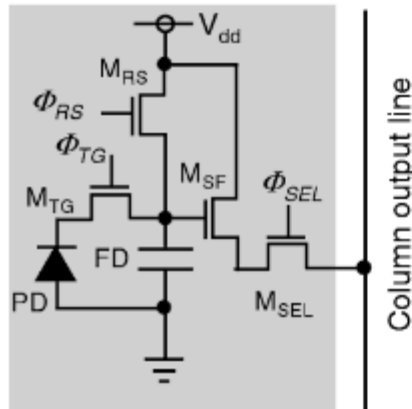 Vdd
MRS
ΦRS
ΦTG
MSF
ΦSEL
MTG
FD
PD
MSEL
Column output line